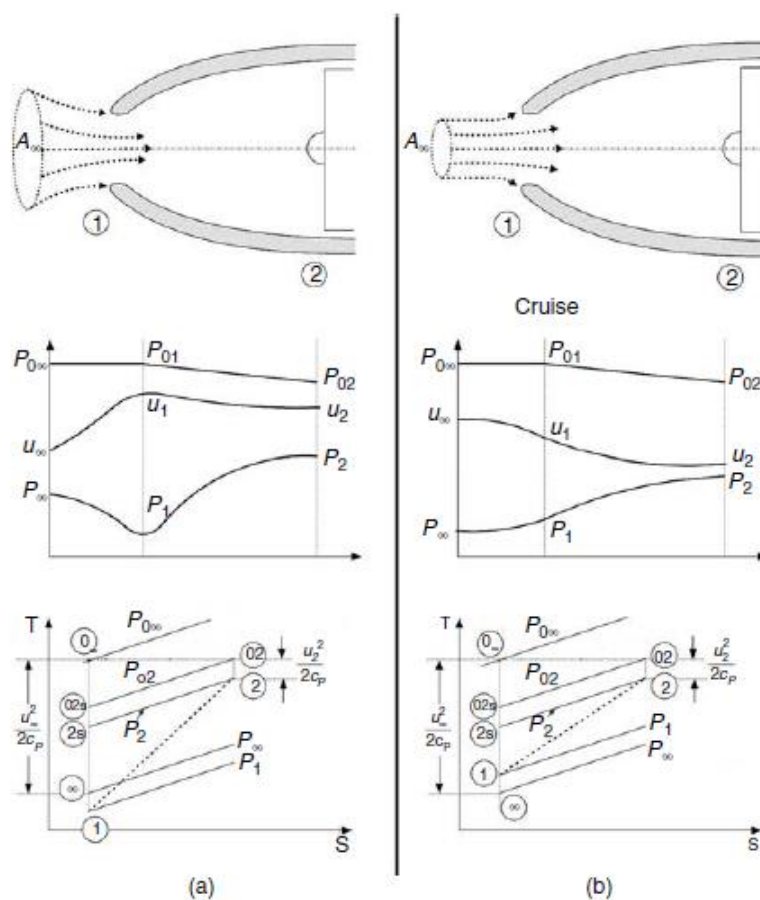 A∞
1
2
P0∞
P01
P02
u1
u2
u∞
P∞
P1
P2
T
0∞
P0∞
02
u2²/2cP
Po2
02s
2
u∞²/2cP
2s
P2
P∞
∞
P1
1
S
(a)
A∞
1
2
Cruise
P0∞
P01
P02
u∞
u1
u2
P2
P∞
P1
T
0∞
P0∞
02
u2²/2cP
P02
02s
2
u∞²/2cP
2s
P2
P1
1
P∞
∞
S
(b)